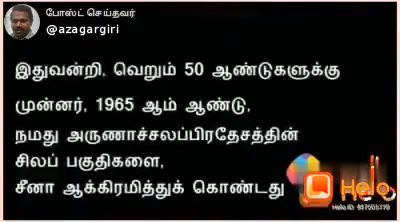 போஸ்ட் செய்தவர்
@azagargiri
இதுவன்றி, வெறும் 50 ஆண்டுகளுக்கு
முன்னர், 1965 ஆம் ஆண்டு,
நமது அருணாச்சலப்பிரதேசத்தின்
சிலப் பகுதிகளை,
சீனா ஆக்கிரமித்துக் கொண்டது
Helo